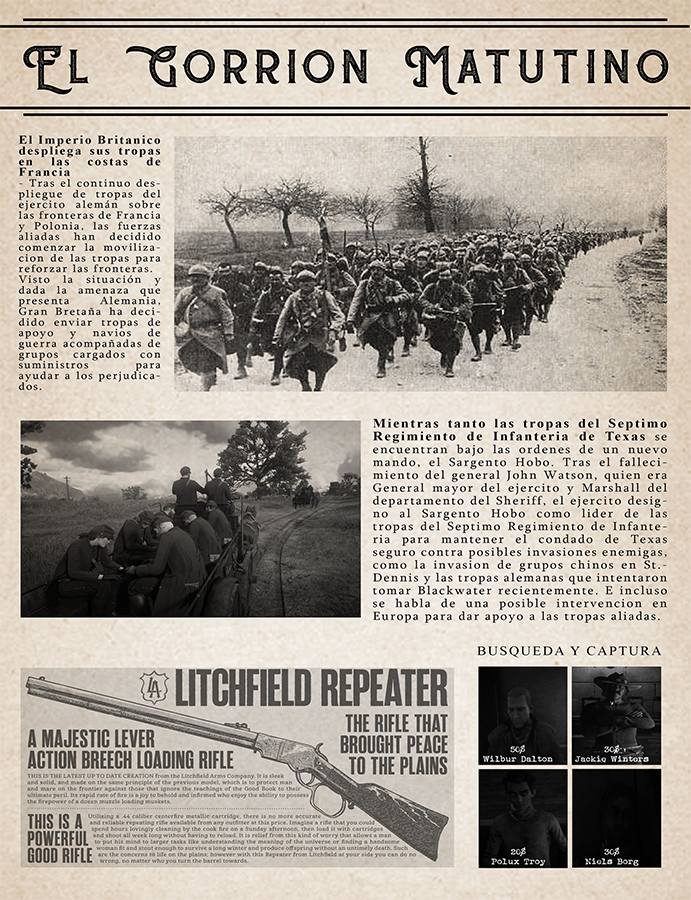 El Gorrion Matutino
El Imperio Britanico
despliega sus tropas
en las costas de
Francia
- Tras el continuo des-
pliegue de tropas del
ejercito alemán sobre
las fronteras de Francia
y Polonia, las fuerzas
aliadas han decidido
comenzar la moviliza-
cion de las tropas para
reforzar las fronteras.
Visto la situación y
dada la amenaza que
presenta Alemania,
Gran Bretaña ha deci-
dido enviar tropas de
apoyo y navios de
guerra acompañadas de
grupos cargados con
suministros para
ayudar a los perjudica-
dos.
Mientras tanto las tropas del Septimo
Regimiento de Infanteria de Texas se
encuentran bajo las ordenes de un nuevo
mando, el Sargento Hobo. Tras el falleci-
miento del general John Watson, quien era
General mayor del ejercito y Marshall del
departamento del Sheriff, el ejercito desig-
no al Sargento Hobo como lider de las
tropas del Septimo Regimiento de Infante-
ria para mantener el condado de Texas
seguro contra posibles invasiones enemigas,
como la invasion de grupos chinos en St.-
Dennis y las tropas alemanas que intentaron
tomar Blackwater recientemente. E incluso
se habla de una posible intervencion en
Europa para dar apoyo a las tropas aliadas.
BUSQUEDA Y CAPTURA
50$
Wilbur Dalton
30$
Jackie Winters
20$
Polux Troy
30$
Niels Borg
LA
LITCHFIELD REPEATER
THE RIFLE THAT
BROUGHT PEACE
TO THE PLAINS
A MAJESTIC LEVER
ACTION BREECH LOADING RIFLE
THIS IS THE LATEST UP TO DATE CREATION from the Litchfield Arms Company. It is sleek
and solid, and made on the same principle of the previous model, which is to protect man
and mare on the frontier against those that ignore the teachings of the Good Book to their
ultimate peril. Its rapid rate of fire is a joy to behold and infirmed who enjoy the ability to possess
the firepower of a dozen muzzle loading muskets.
THIS IS A
POWERFUL
GOOD RIFLE
Utilizing a .44 caliber centerfire metallic cartridge, there is no more accurate
and reliable repeating rifle available from any outfitter at this price. Imagine a rifle that you could
spend hours lovingly cleaning by the cook fire on a Sunday afternoon, then load it with cartridges
and shoot all week long without having to reload. It is relief from this kind of worry that allows a man
to put his mind to larger tasks like understanding the meaning of the universe or finding a handsome
woman fit and stout enough to survive a long winter and produce offspring without an untimely death. Such
are the concerns to life on the plains; however with this Repeater from Litchfield at your side you can do no
wrong, no matter who you turn the barrel towards.